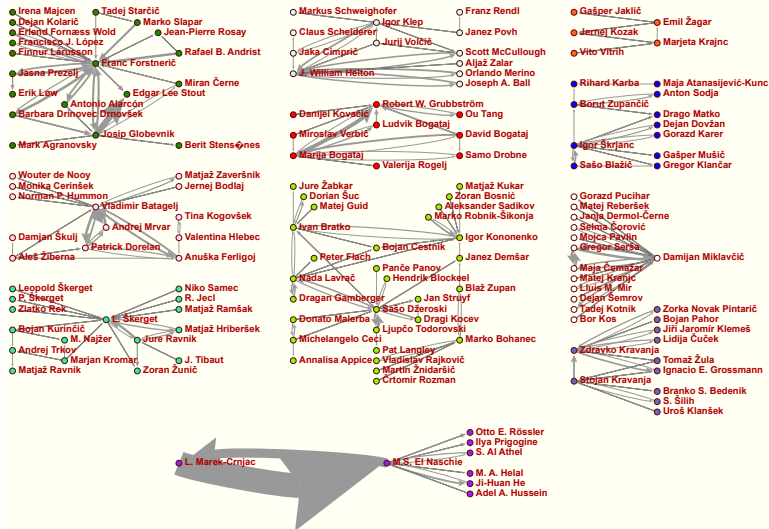 Irena Majcen
Tadej Starčič
Dejan Kolarič
Marko Slapar
Erlend Fornæss Wold
Jean-Pierre Rosay
Francisco J. López
Finnur Lárusson
Rafael B. Andrist
Franc Forstnerič
Jasna Prezelj
Miran Černe
Erik Løw
Edgar Lee Stout
Antonio Alarcón
Barbara Drinovec Drnovšek
Josip Globevnik
Mark Agranovsky
Berit Stens�nes
Markus Schweighofer
Franz Rendl
Igor Klep
Claus Scheiderer
Janez Povh
Jurij Volčič
Jaka Cimprič
Scott McCullough
Aljaž Zalar
J. William Helton
Orlando Merino
Joseph A. Ball
Gašper Jaklič
Emil Žagar
Jernej Kozak
Marjeta Krajnc
Vito Vitrih
Danijel Kovačič
Robert W. Grubbström
Ou Tang
Ludvik Bogataj
Miroslav Verbič
David Bogataj
Marija Bogataj
Samo Drobne
Valerija Rogelj
Rihard Karba
Maja Atanasijević-Kunc
Anton Sodja
Borut Zupančič
Drago Matko
Dejan Dovžan
Gorazd Karer
Igor Škrjanc
Gašper Mušič
Sašo Blažič
Gregor Klančar
Wouter de Nooy
Matjaž Zaveršnik
Monika Cerinšek
Jernej Bodlaj
Norman P. Hummon
Vladimir Batagelj
Tina Kogovšek
Andrej Mrvar
Damjan Škulj
Valentina Hlebec
Patrick Doreian
Aleš Žiberna
Anuška Ferligoj
Jure Žabkar
Matjaž Kukar
Dorian Šuc
Zoran Bosnić
Matej Guid
Aleksander Sadikov
Marko Robnik-Šikonja
Ivan Bratko
Igor Kononenko
Bojan Cestnik
Peter Flach
Janez Demšar
Panče Panov
Nada Lavrač
Hendrik Blockeel
Blaž Zupan
Dragan Gamberger
Jan Struyf
Sašo Džeroski
Donato Malerba
Dragi Kocev
Ljupčo Todorovski
Michelangelo Ceci
Marko Bohanec
Pat Langley
Annalisa Appice
Vladislav Rajkovič
Martin Žnidaršič
Črtomir Rozman
Gorazd Pucihar
Matej Reberšek
Janja Dermol-Černe
Selma Čorović
Mojca Pavlin
Gregor Serša
Damijan Miklavčič
Maja Čemažar
Matej Kranjc
Lluis M. Mir
Dejan Šemrov
Tadej Kotnik
Bor Kos
Leopold Škerget
Niko Samec
P. Škerget
R. Jecl
Zlatko Rek
Matjaž Ramšak
L. Škerget
Bojan Kurinčič
Matjaž Hriberšek
M. Najžer
Jure Ravnik
Andrej Trkov
Marjan Kromar
J. Tibaut
Matjaž Ravnik
Zoran Žunič
Zorka Novak Pintarič
Bojan Pahor
Jiří Jaromír Klemeš
Lidija Čuček
Zdravko Kravanja
Tomaž Žula
Ignacio E. Grossmann
Stojan Kravanja
Branko S. Bedenik
S. Šilih
Uroš Klanšek
Otto E. Rössler
Ilya Prigogine
S. Al Athel
L. Marek-Crnjac
M.S. El Naschie
M. A. Helal
Ji-Huan He
Adel A. Hussein